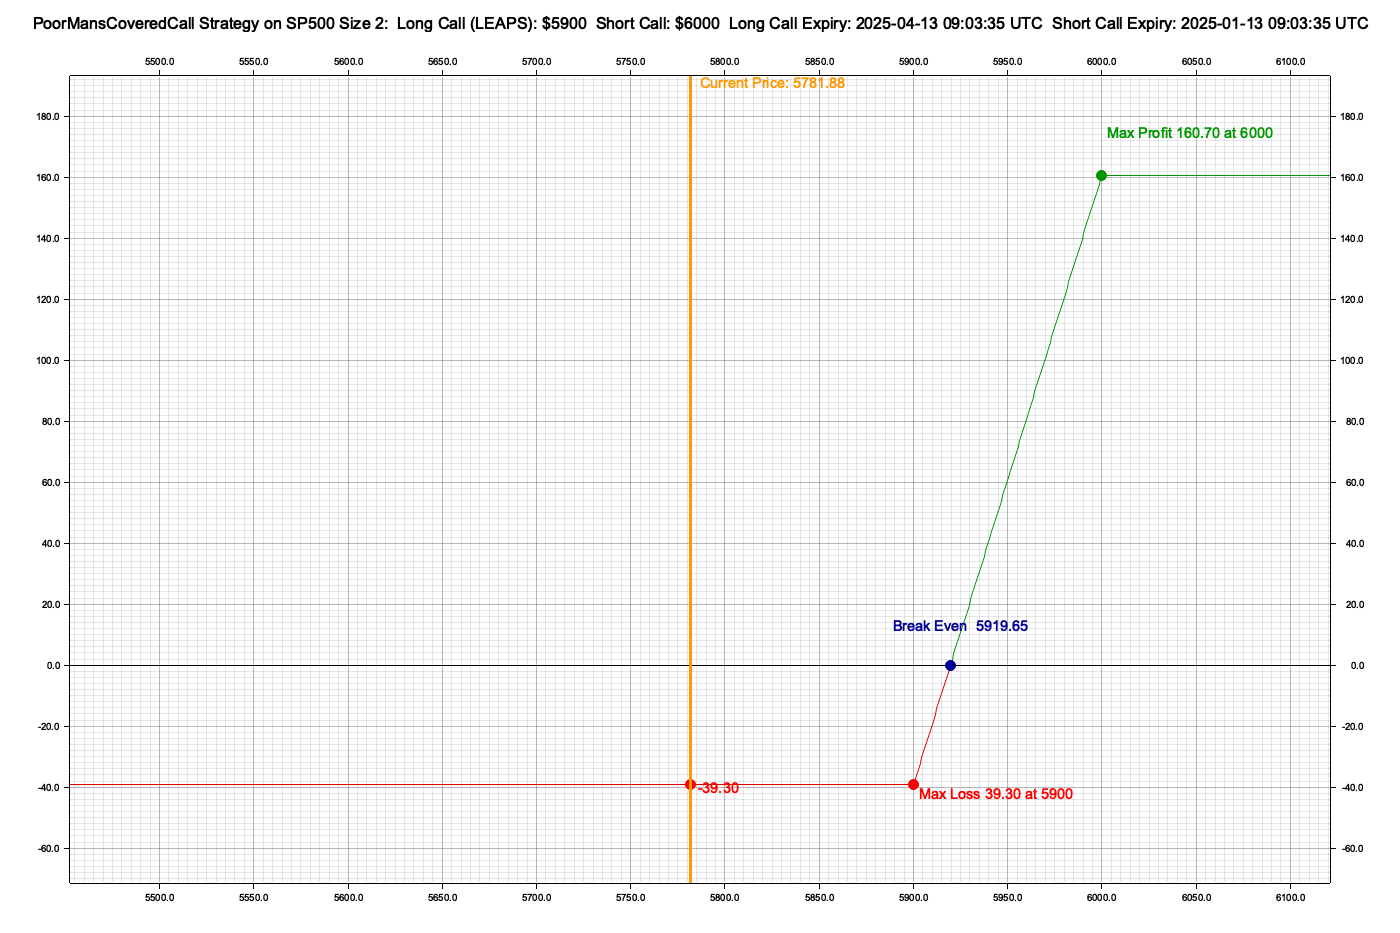 PoorMansCoveredCall Strategy on SP500 Size 2:  Long Call (LEAPS): $5900  Short Call: $6000  Long Call Expiry: 2025-04-13 09:03:35 UTC  Short Call Expiry: 2025-01-13 09:03:35 UTC
5500.0 5550.0 5600.0 5650.0 5700.0 5750.0 5800.0 5850.0 5900.0 5950.0 6000.0 6050.0 6100.0
Current Price: 5781.88
180.0 180.0
Max Profit 160.70 at 6000
160.0 160.0
140.0 140.0
120.0 120.0
100.0 100.0
80.0 80.0
60.0 60.0
40.0 40.0
20.0 20.0
Break Even  5919.65
0.0 0.0
-20.0 -20.0
-40.0 -40.0
-39.30
Max Loss 39.30 at 5900
-60.0 -60.0
5500.0 5550.0 5600.0 5650.0 5700.0 5750.0 5800.0 5850.0 5900.0 5950.0 6000.0 6050.0 6100.0